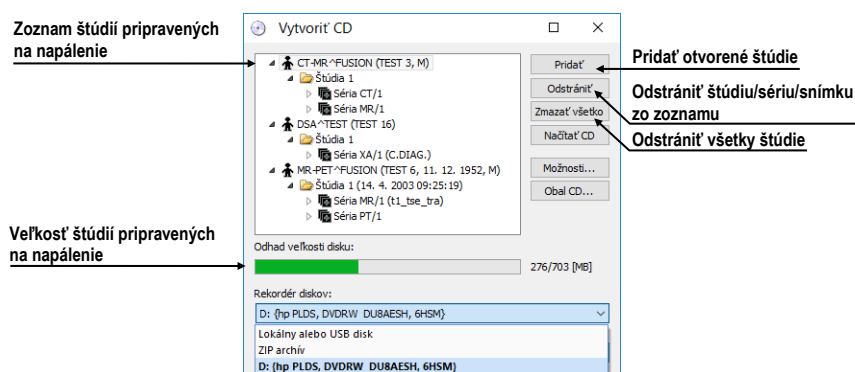 Zoznam štúdií pripravených
na napálenie
Vytvoriť CD
CT-MR^FUSION (TEST 3, M)
Štúdia 1
Séria CT/1
Séria MR/1
DSA^TEST (TEST 16)
Štúdia 1
Séria XA/1 (C.DIAG.)
MR-PET^FUSION (TEST 6, 11. 12. 1952, M)
Štúdia 1 (14. 4. 2003 09:25:19)
Séria MR/1 (t1_tse_tra)
Séria PT/1
Pridať
Odstrániť
Zmazať všetko
Načítať CD
Možnosti...
Obal CD...
Pridať otvorené štúdie
Odstrániť štúdiu/sériu/snímku
zo zoznamu
Odstrániť všetky štúdie
Veľkosť štúdií pripravených
na napálenie
Odhad veľkosti disku:
276/703 [MB]
Rekordér diskov:
D: {hp PLDS, DVDRW DU8AESH, 6HSM}
Lokálny alebo USB disk
ZIP archív
D: {hp PLDS, DVDRW DU8AESH, 6HSM}